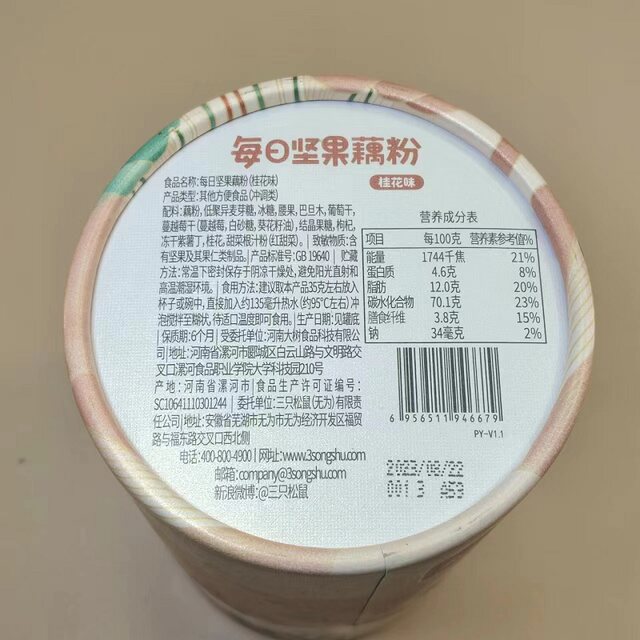 每日坚果藕粉
桂花味
食品名称:每日坚果藕粉(桂花味)
产品类型:其他方便食品(冲调类)
配料:藕粉,低聚异麦芽糖,冰糖,腰果,巴旦木,葡萄干,
蔓越莓干(蔓越莓,白砂糖,葵花籽油),结晶果糖,枸杞,
冻干紫薯丁,桂花,甜菜根汁粉(红甜菜)。|致敏物质:含
有坚果及其果仁类制品。|产品标准号:GB 19640|贮藏
方法:常温下密封保存于阴凉干燥处,避免阳光直射和
高温潮湿环境。|食用方法:建议取本产品35克左右放入
杯子或碗中,直接加入约135毫升热水(约95℃左右)冲
泡搅拌至糊状,待适口温度即可食用。|生产日期:见罐底
|保质期:6个月|受委托单位:河南大树食品科技有限公
司|地址:河南省漯河市郾城区白云山路与文明路交
叉口漯河食品职业学院大学科技园210号
产地:河南省漯河市|食品生产许可证编号:
SC10641110301244|委托单位:三只松鼠(无为)有限责
任公司|地址:安徽省芜湖市无为市无为经济开发区福贸
路与福东路交叉口西北侧
电话:400-800-4900|网址:www.3songshu.com
邮箱:company@3songshu.com
新浪微博:@三只松鼠
营养成分表
项目 每100克 营养素参考值%
能量 1744千焦 21%
蛋白质 4.6克 8%
脂肪 12.0克 20%
碳水化合物 70.1克 23%
膳食纤维 3.8克 15%
钠 34毫克 2%
6 956511 946679
PY-V1.1
2023/08/22
001 3 459